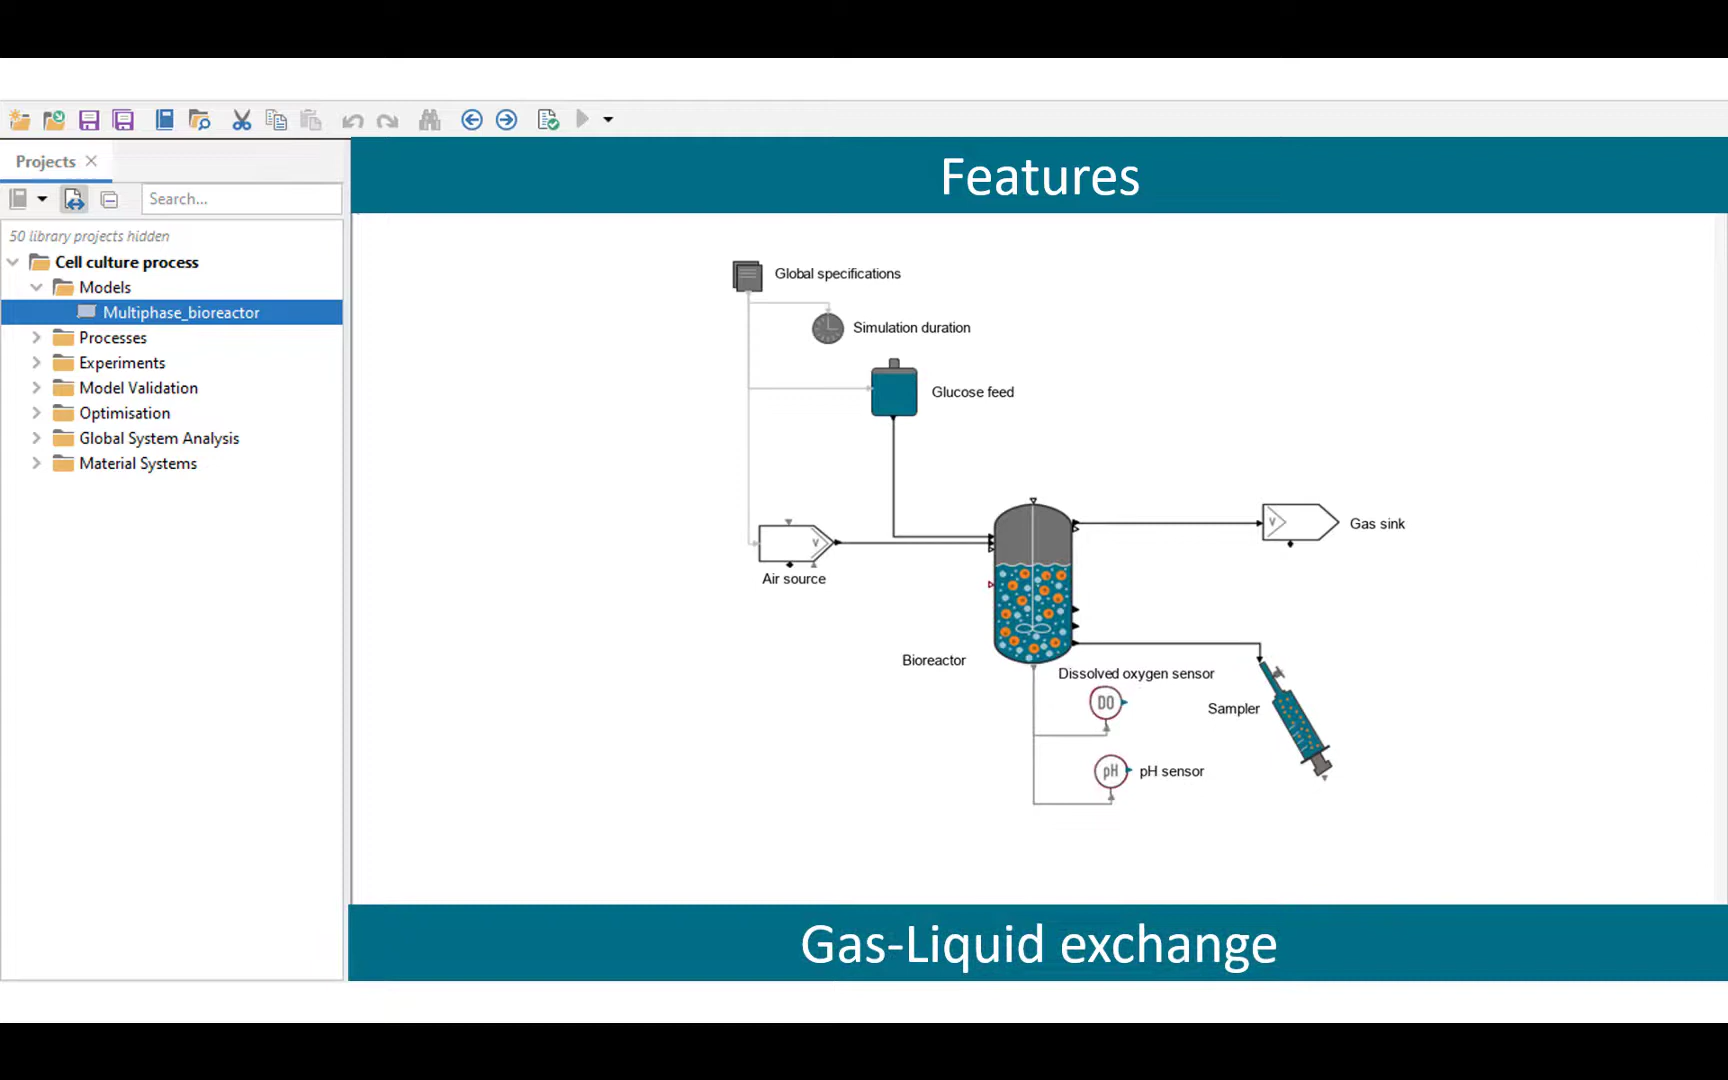 Projects
Search...
50 library projects hidden
Cell culture process
Models
Multiphase_bioreactor
Processes
Experiments
Model Validation
Optimisation
Global System Analysis
Material Systems
Features
Global specifications
Simulation duration
Glucose feed
V
Air source
V
Gas sink
Bioreactor
Dissolved oxygen sensor
DO
Sampler
pH
pH sensor
Gas-Liquid exchange